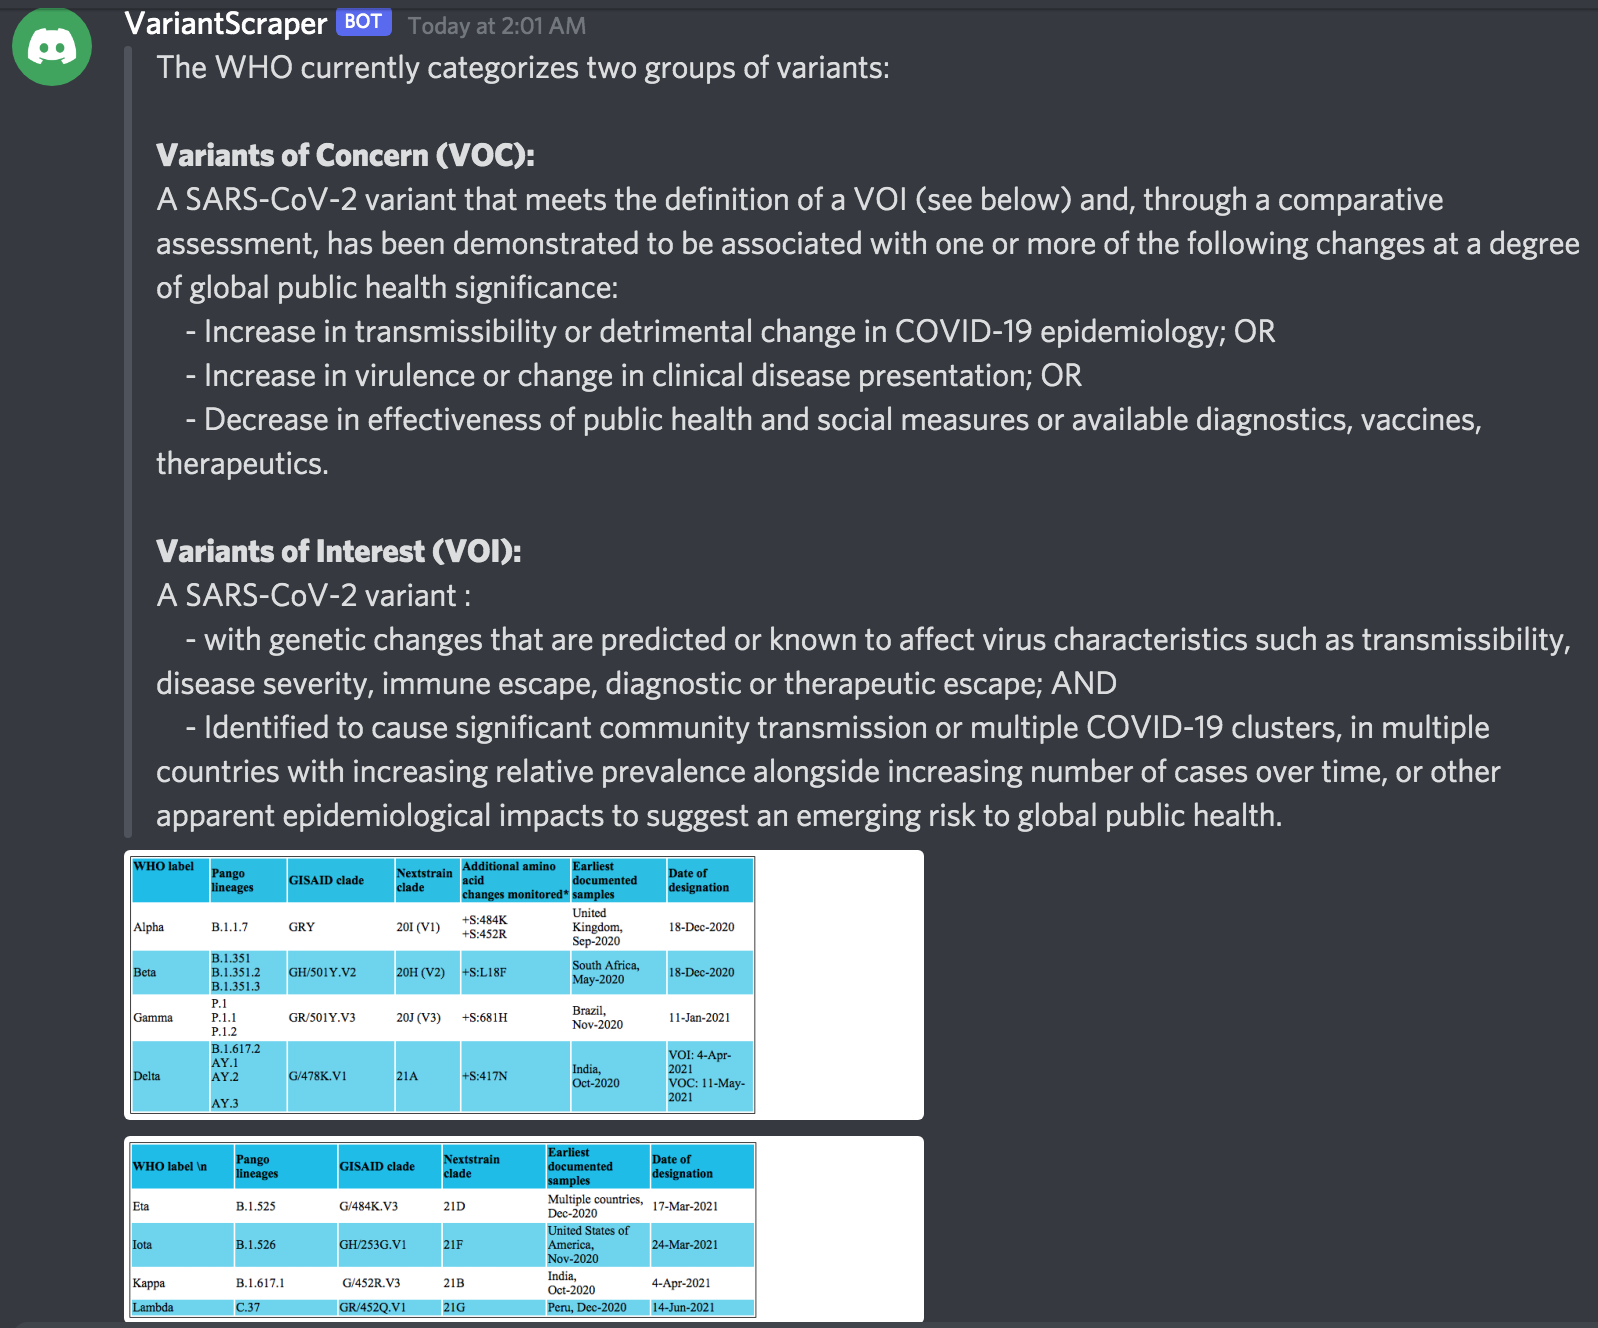 VariantScraper BOT Today at 2:01 AM
The WHO currently categorizes two groups of variants:
Variants of Concern (VOC):
A SARS-CoV-2 variant that meets the definition of a VOI (see below) and, through a comparative
assessment, has been demonstrated to be associated with one or more of the following changes at a degree
of global public health significance:
- Increase in transmissibility or detrimental change in COVID-19 epidemiology; OR
- Increase in virulence or change in clinical disease presentation; OR
- Decrease in effectiveness of public health and social measures or available diagnostics, vaccines,
therapeutics.
Variants of Interest (VOI):
A SARS-CoV-2 variant :
- with genetic changes that are predicted or known to affect virus characteristics such as transmissibility,
disease severity, immune escape, diagnostic or therapeutic escape; AND
- Identified to cause significant community transmission or multiple COVID-19 clusters, in multiple
countries with increasing relative prevalence alongside increasing number of cases over time, or other
apparent epidemiological impacts to suggest an emerging risk to global public health.
WHO label
Pango
lineages
GISAID clade
Nextstrain
clade
Additional amino
acid
changes monitored*
Earliest
documented
samples
Date of
designation
Alpha
B.1.1.7
GRY
20I (V1)
+S:484K
+S:452R
United
Kingdom,
Sep-2020
18-Dec-2020
Beta
B.1.351
B.1.351.2
B.1.351.3
GH/501Y.V2
20H (V2)
+S:L18F
South Africa,
May-2020
18-Dec-2020
Gamma
P.1
P.1.1
P.1.2
GR/501Y.V3
20J (V3)
+S:681H
Brazil,
Nov-2020
11-Jan-2021
Delta
B.1.617.2
AY.1
AY.2
AY.3
G/478K.V1
21A
+S:417N
India,
Oct-2020
VOI: 4-Apr-
2021
VOC: 11-May-
2021
WHO label \n
Pango
lineages
GISAID clade
Nextstrain
clade
Earliest
documented
samples
Date of
designation
Eta
B.1.525
G/484K.V3
21D
Multiple countries,
Dec-2020
17-Mar-2021
Iota
B.1.526
GH/253G.V1
21F
United States of
America,
Nov-2020
24-Mar-2021
Kappa
B.1.617.1
G/452R.V3
21B
India,
Oct-2020
4-Apr-2021
Lambda
C.37
GR/452Q.V1
21G
Peru, Dec-2020
14-Jun-2021